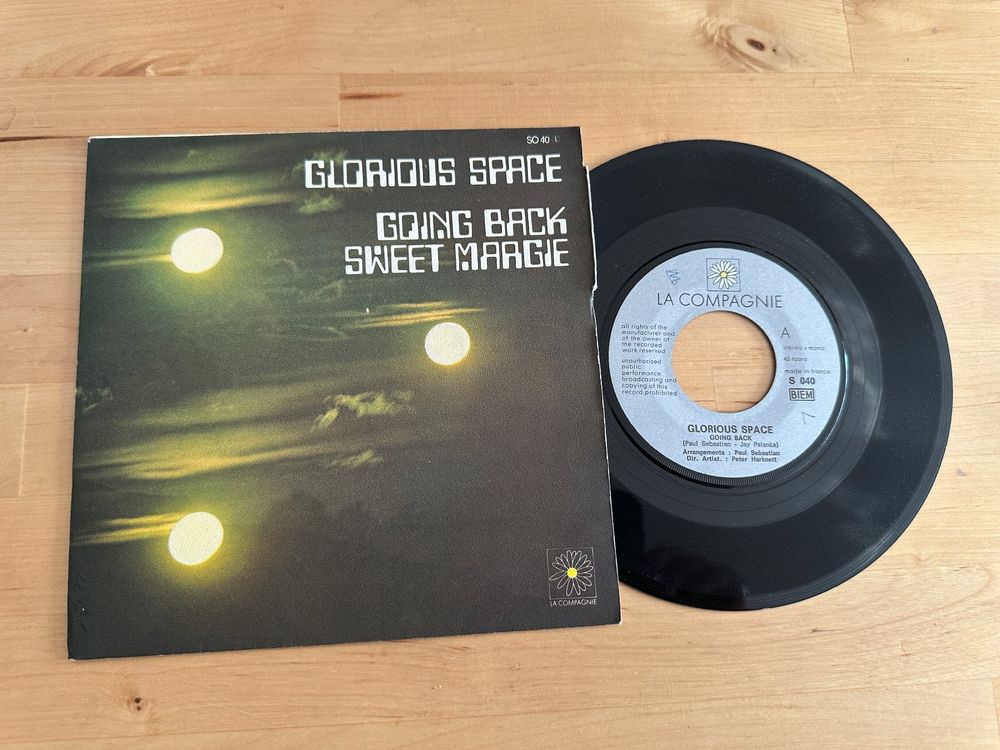 SO 40
GLORIOUS SPACE
GOING BACK
SWEET MARGIE
LA COMPAGNIE
LA COMPAGNIE
A
all rights of the
manufacturer and
of the owner of
the recorded
work reserved
unauthorised
public
performance
broadcasting and
copying of this
record prohibited
stereo + mono
45 tours
made in france
S 040
BIEM
GLORIOUS SPACE
GOING BACK
(Paul Sebastian - Jay Palanka)
Arrangements : Paul Sebastian
Dir. Artist. : Peter Harknett